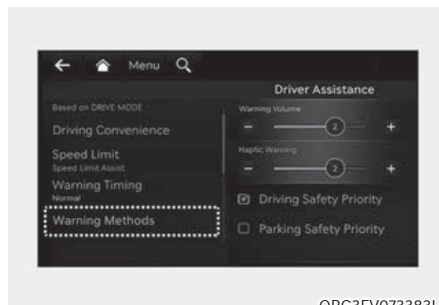 Menu
Driver Assistance
Based on DRIVE MODE
Driving Convenience
Speed Limit
Speed Limit Assist
Warning Timing
Normal
Warning Methods
Warning Volume
- 2 +
Haptic Warning
- 2 +
Driving Safety Priority
Parking Safety Priority